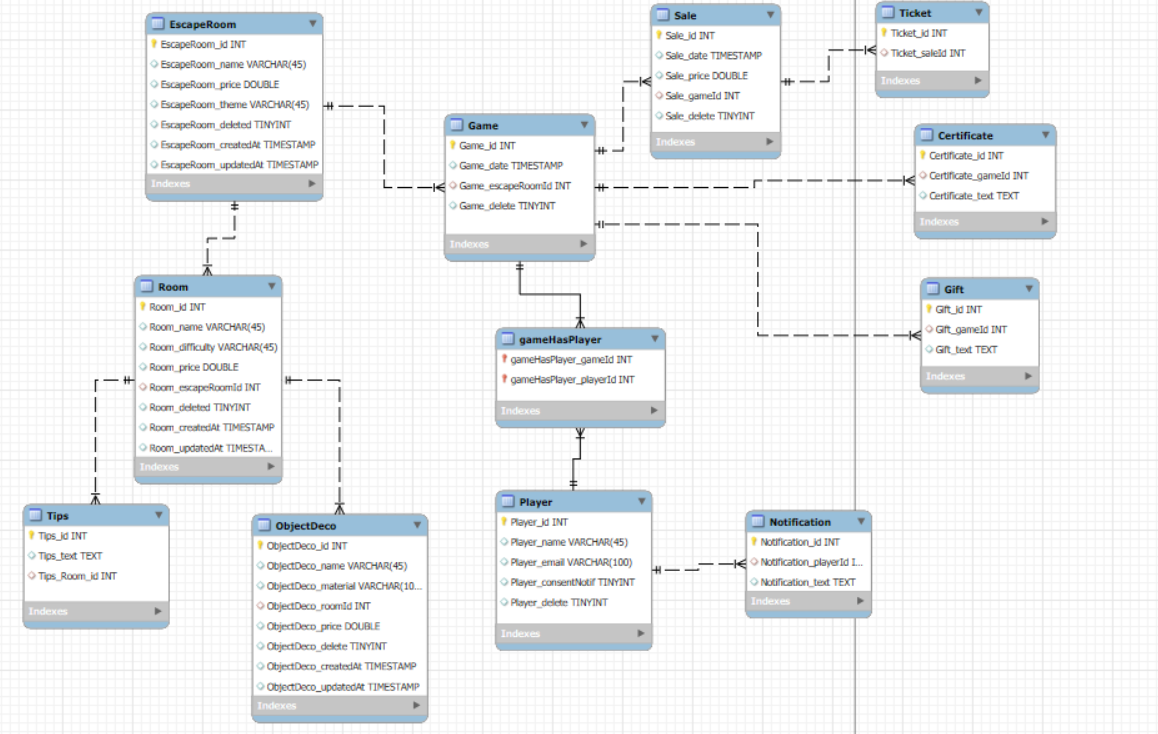 EscapeRoom
EscapeRoom_id INT
EscapeRoom_name VARCHAR(45)
EscapeRoom_price DOUBLE
EscapeRoom_theme VARCHAR(45)
EscapeRoom_deleted TINYINT
EscapeRoom_createdAt TIMESTAMP
EscapeRoom_updatedAt TIMESTAMP
Indexes
Game
Game_id INT
Game_date TIMESTAMP
Game_escapeRoomId INT
Game_delete TINYINT
Indexes
Sale
Sale_id INT
Sale_date TIMESTAMP
Sale_price DOUBLE
Sale_gameId INT
Sale_delete TINYINT
Indexes
Ticket
Ticket_id INT
Ticket_saleId INT
Indexes
Certificate
Certificate_id INT
Certificate_gameId INT
Certificate_text TEXT
Indexes
Gift
Gift_id INT
Gift_gameId INT
Gift_text TEXT
Indexes
Room
Room_id INT
Room_name VARCHAR(45)
Room_difficulty VARCHAR(45)
Room_price DOUBLE
Room_escapeRoomId INT
Room_deleted TINYINT
Room_createdAt TIMESTAMP
Room_updatedAt TIMESTA...
Indexes
gameHasPlayer
gameHasPlayer_gameId INT
gameHasPlayer_playerId INT
Indexes
Tips
Tips_id INT
Tips_text TEXT
Tips_Room_id INT
Indexes
ObjectDeco
ObjectDeco_id INT
ObjectDeco_name VARCHAR(45)
ObjectDeco_material VARCHAR(10...
ObjectDeco_roomId INT
ObjectDeco_price DOUBLE
ObjectDeco_delete TINYINT
ObjectDeco_createdAt TIMESTAMP
ObjectDeco_updatedAt TIMESTAMP
Indexes
Player
Player_id INT
Player_name VARCHAR(45)
Player_email VARCHAR(100)
Player_consentNotif TINYINT
Player_delete TINYINT
Indexes
Notification
Notification_id INT
Notification_playerId I...
Notification_text TEXT
Indexes